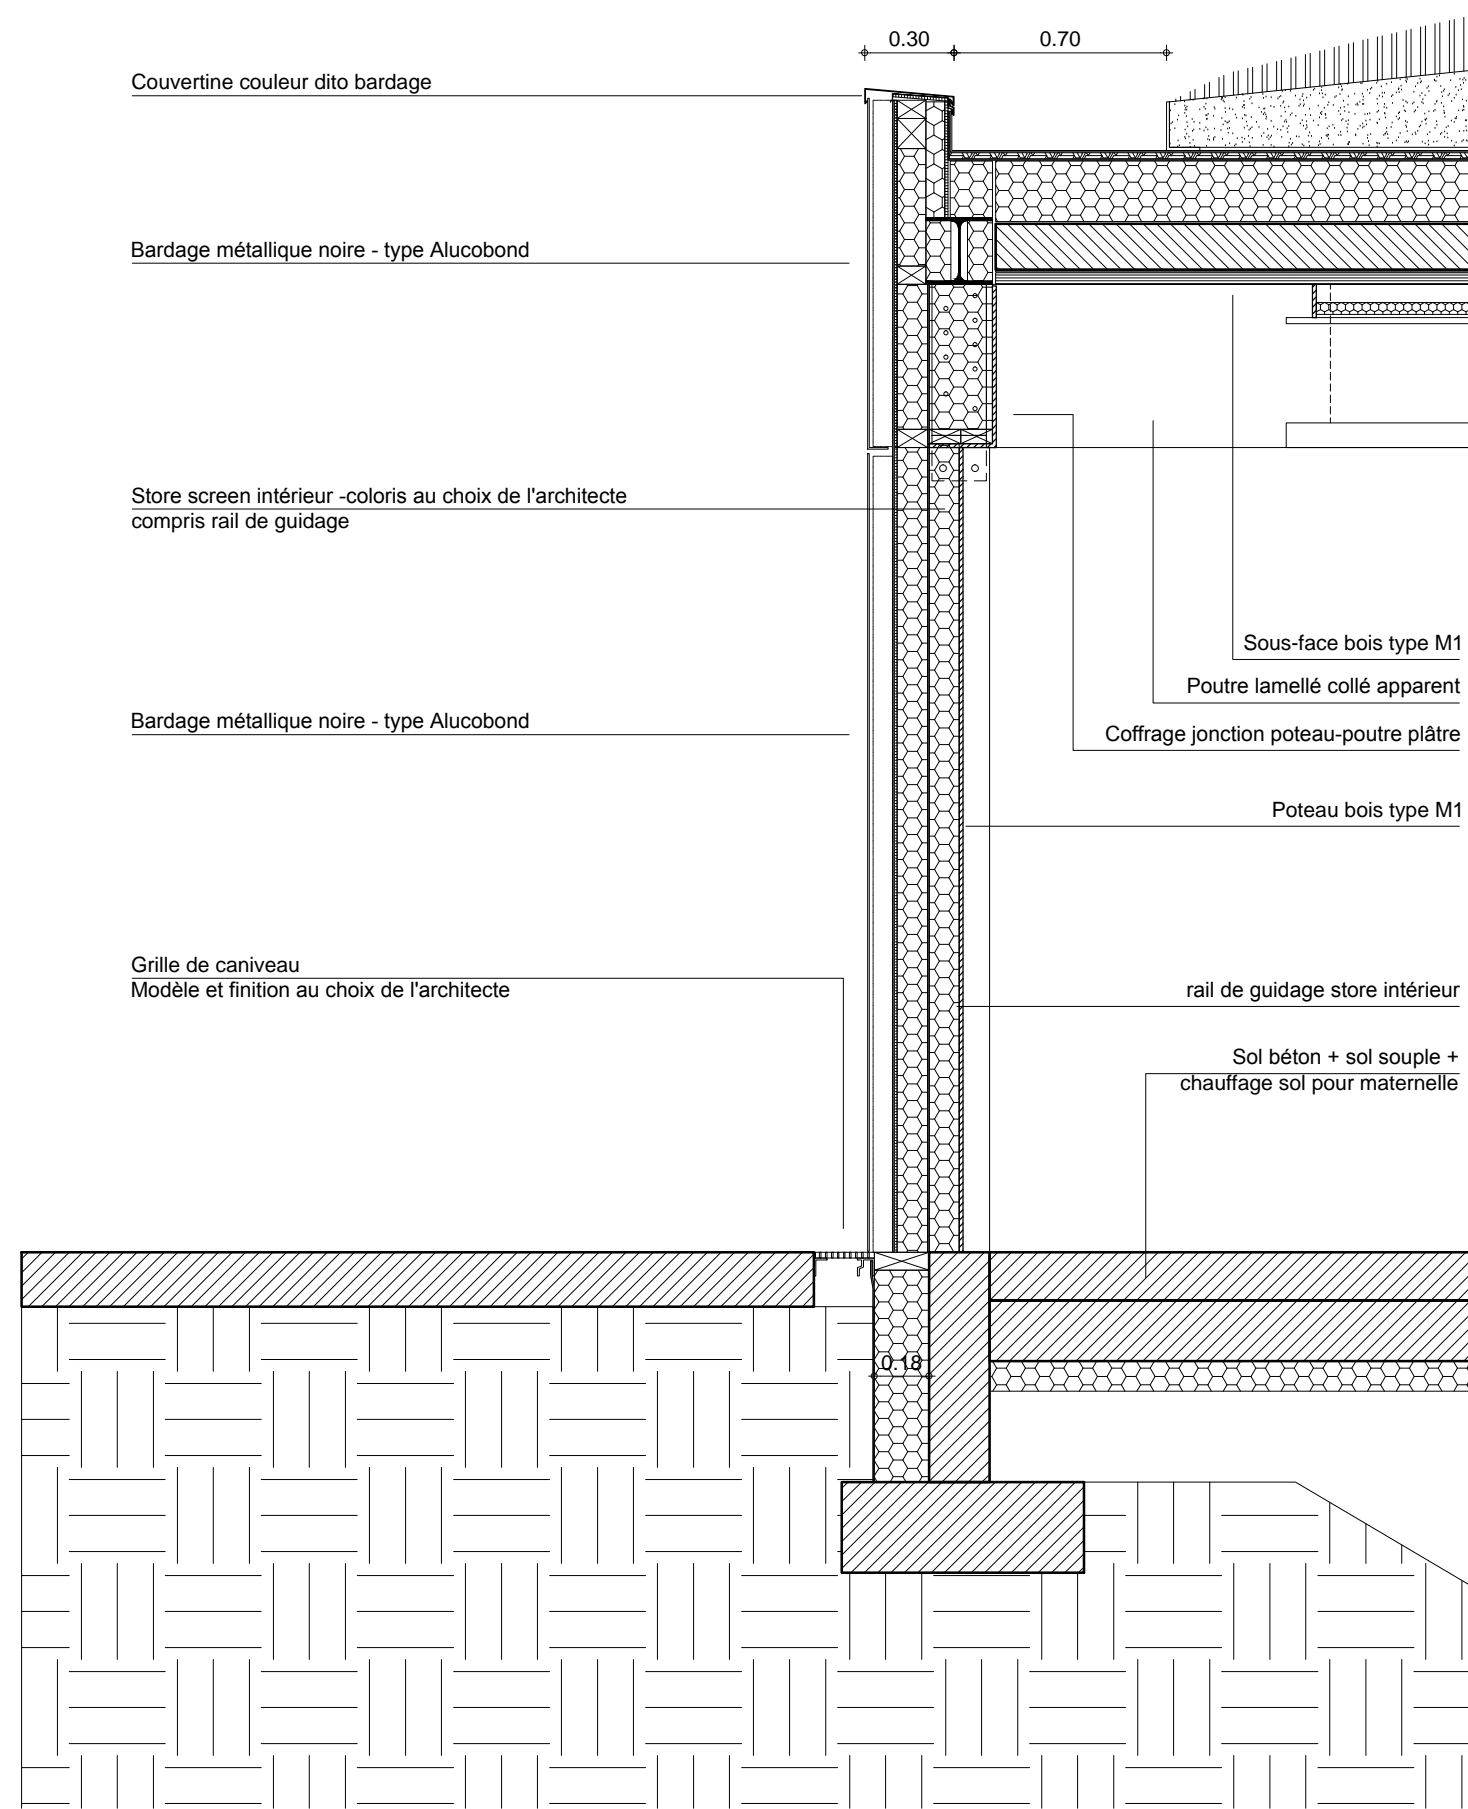 0.30
0.70
Couvertine couleur dito bardage
Bardage métallique noire - type Alucobond
Store screen intérieur -coloris au choix de l'architecte
compris rail de guidage
Sous-face bois type M1
Poutre lamellé collé apparent
Bardage métallique noire - type Alucobond
Coffrage jonction poteau-poutre plâtre
Poteau bois type M1
Grille de caniveau
Modèle et finition au choix de l'architecte
rail de guidage store intérieur
Sol béton + sol souple +
chauffage sol pour maternelle
0.18